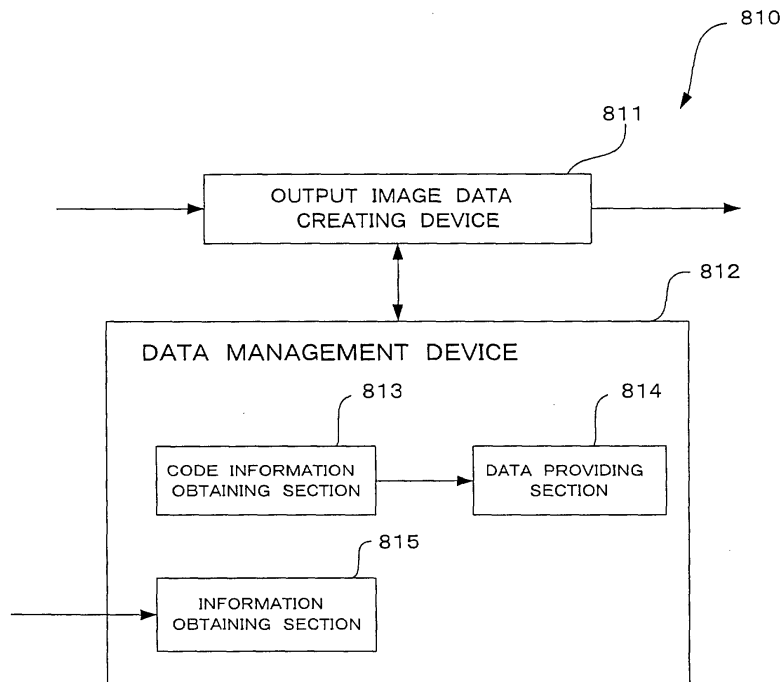 810
811
OUTPUT IMAGE DATA
CREATING DEVICE
812
DATA MANAGEMENT DEVICE
813
814
CODE INFORMATION
OBTAINING SECTION
DATA PROVIDING
SECTION
815
INFORMATION
OBTAINING SECTION